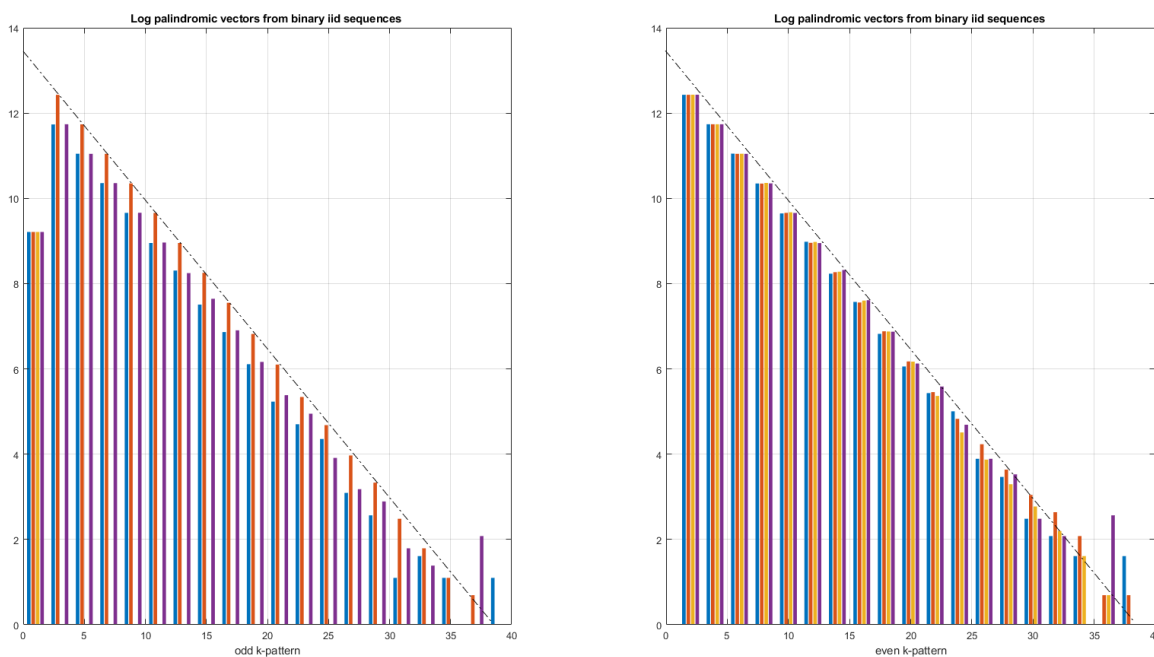 Log palindromic vectors from binary iid sequences
14
12
10
8
6
4
2
0
0 5 10 15 20 25 30 35 40
odd k-pattern
Log palindromic vectors from binary iid sequences
14
12
10
8
6
4
2
0
0 5 10 15 20 25 30 35
even k-pattern